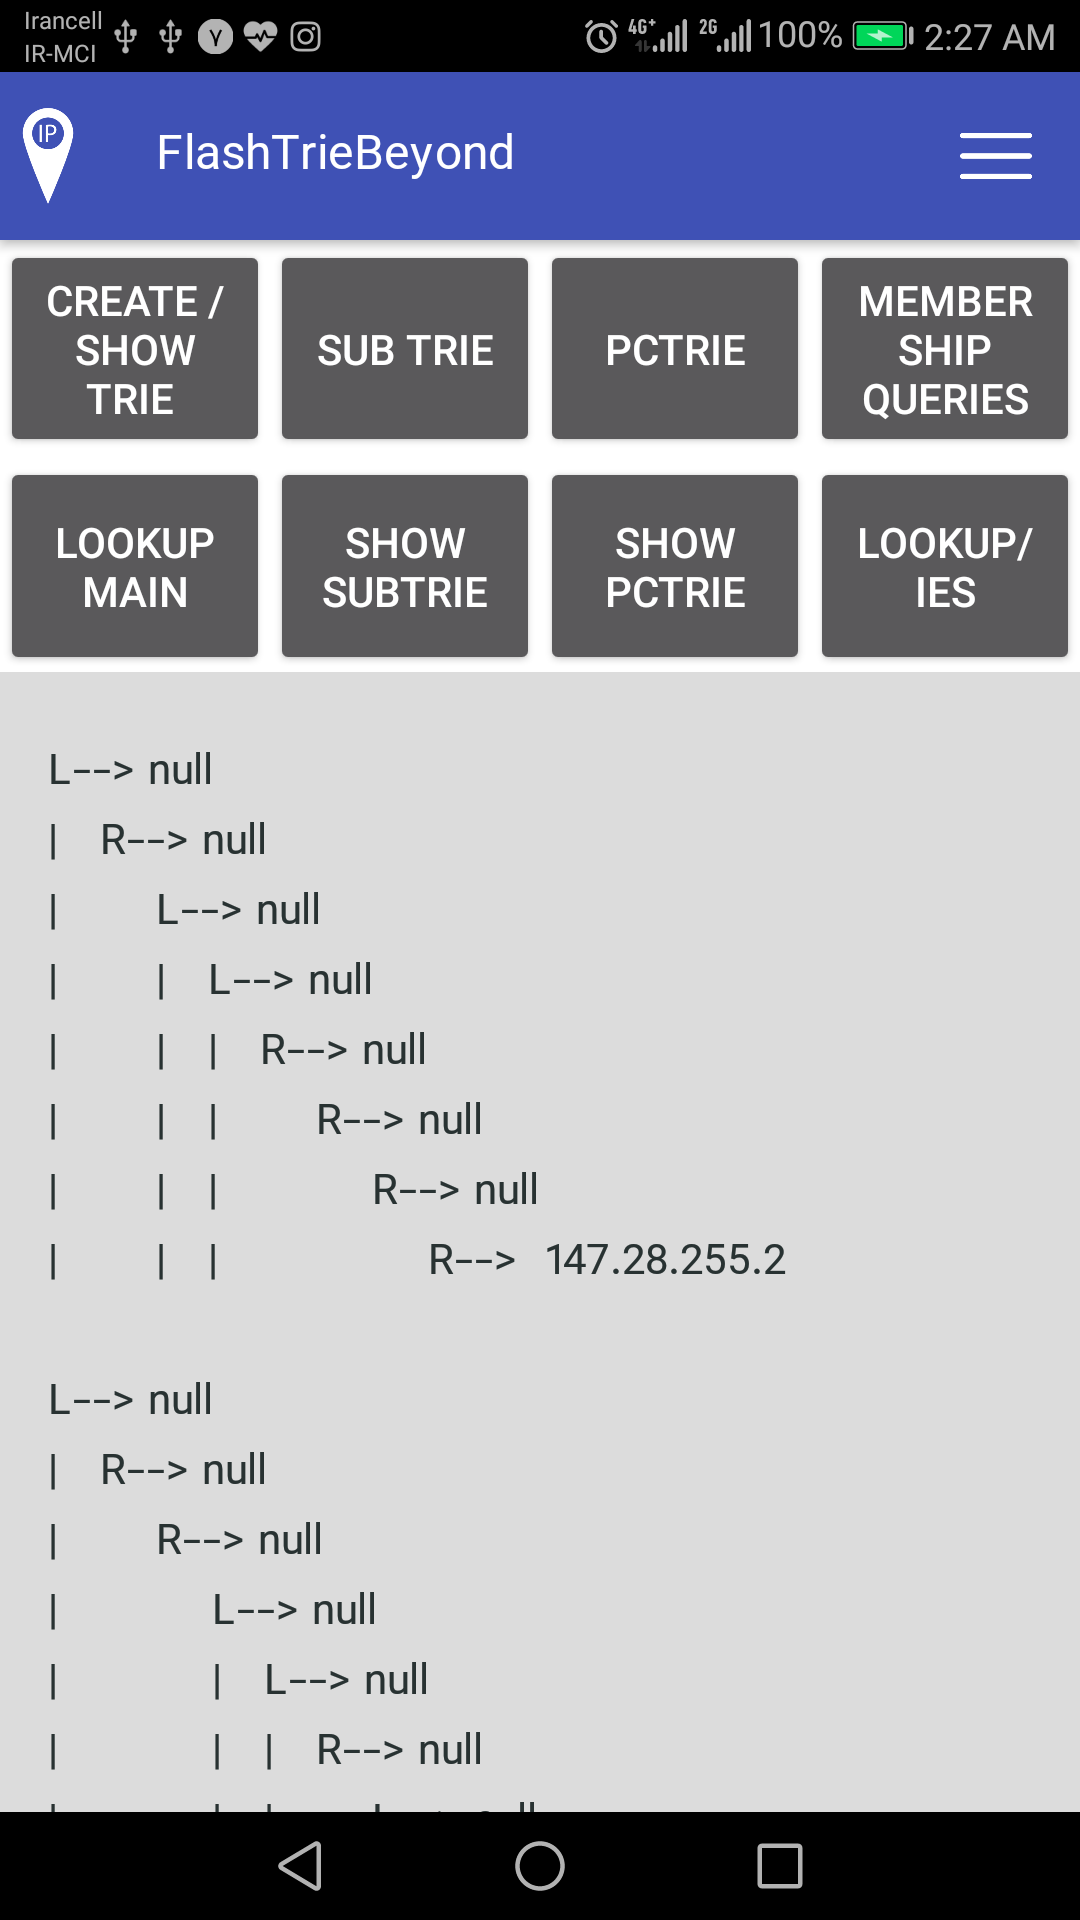 Irancell
IR-MCI
4G+ 2G 100% 2:27 AM
IP FlashTrieBeyond
CREATE / SHOW TRIE
SUB TRIE
PCTRIE
MEMBER SHIP QUERIES
LOOKUP MAIN
SHOW SUBTRIE
SHOW PCTRIE
LOOKUP/ IES
L--> null
|   R--> null
|       L--> null
|       |   L--> null
|       |   |   R--> null
|       |   |       R--> null
|       |   |           R--> null
|       |   |               R-->  147.28.255.2
L--> null
|   R--> null
|       R--> null
|           L--> null
|           |   L--> null
|           |   |   R--> null